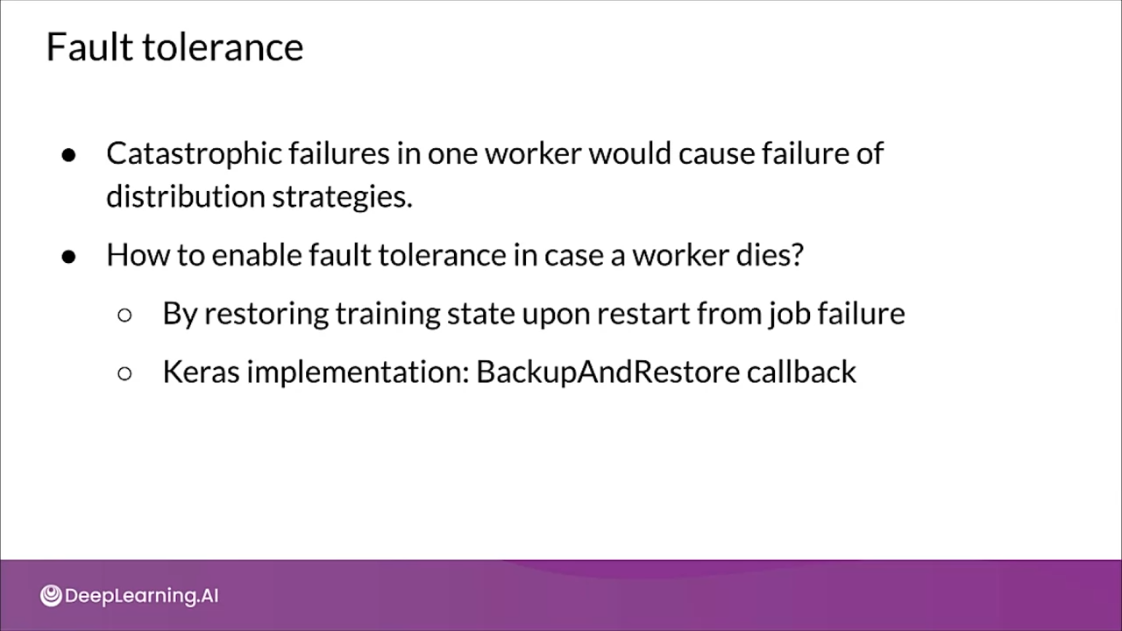 Fault tolerance
● Catastrophic failures in one worker would cause failure of
distribution strategies.
● How to enable fault tolerance in case a worker dies?
○ By restoring training state upon restart from job failure
○ Keras implementation: BackupAndRestore callback
DeepLearning.AI